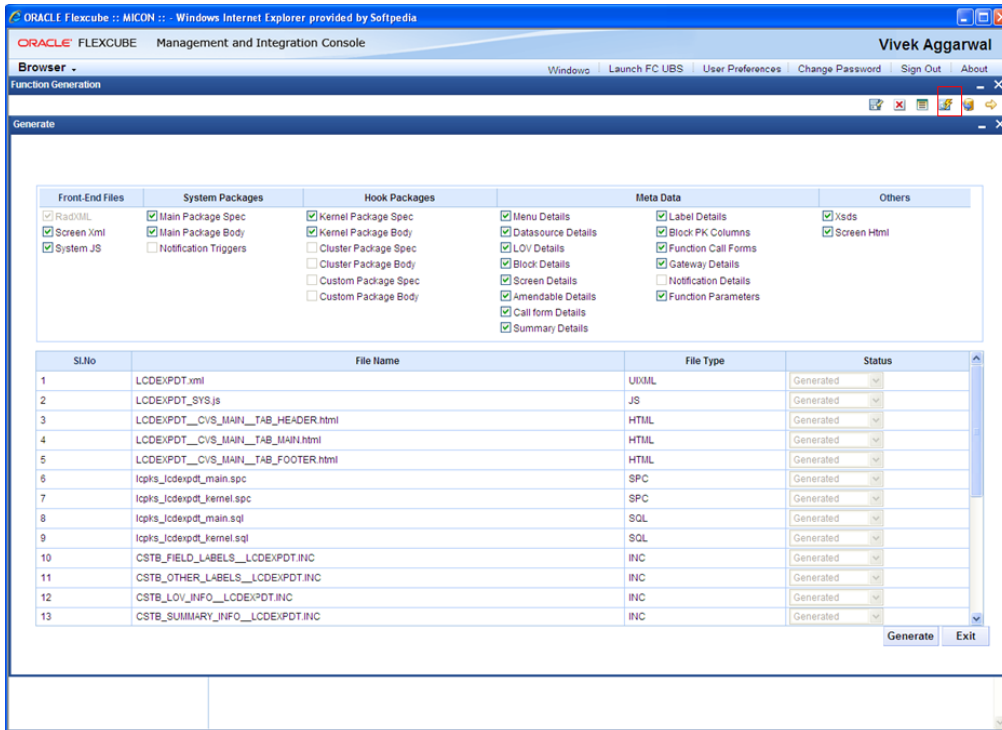 ORACLE Flexcube :: MICON :: - Windows Internet Explorer provided by Softpedia
ORACLE FLEXCUBE Management and Integration Console Vivek Aggarwal
Browser Windows Launch FC UBS User Preferences Change Password Sign Out About
Function Generation
Generate
Front-End Files System Packages Hook Packages Meta Data Others
RadXML Main Package Spec Kernel Package Spec Menu Details Label Details Xsds
Screen Xml Main Package Body Kernel Package Body Datasource Details Block PK Columns Screen Html
System JS Notification Triggers Cluster Package Spec LOV Details Function Call Forms
Cluster Package Body Block Details Gateway Details
Custom Package Spec Screen Details Notification Details
Custom Package Body Amendable Details Function Parameters
Call form Details
Summary Details
Sl.No File Name File Type Status
1 LCDEXPDT.xml UIXML Generated
2 LCDEXPDT_SYS.js JS Generated
3 LCDEXPDT__CVS_MAIN__TAB_HEADER.html HTML Generated
4 LCDEXPDT__CVS_MAIN__TAB_MAIN.html HTML Generated
5 LCDEXPDT__CVS_MAIN__TAB_FOOTER.html HTML Generated
6 lcpks_lcdexpdt_main.spc SPC Generated
7 lcpks_lcdexpdt_kernel.spc SPC Generated
8 lcpks_lcdexpdt_main.sql SQL Generated
9 lcpks_lcdexpdt_kernel.sql SQL Generated
10 CSTB_FIELD_LABELS__LCDEXPDT.INC INC Generated
11 CSTB_OTHER_LABELS__LCDEXPDT.INC INC Generated
12 CSTB_LOV_INFO__LCDEXPDT.INC INC Generated
13 CSTB_SUMMARY_INFO__LCDEXPDT.INC INC Generated
Generate Exit